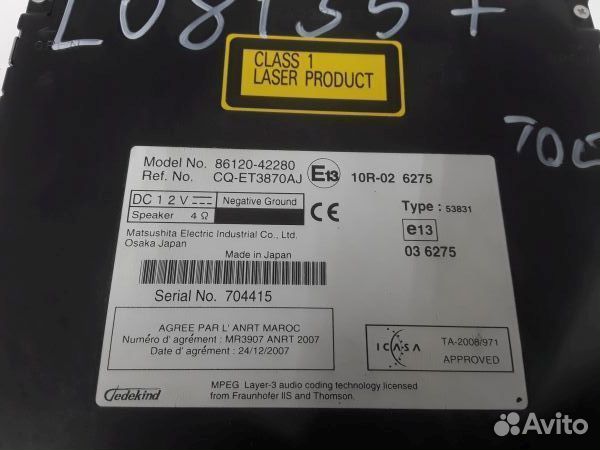 L08135+
CLASS 1
LASER PRODUCT
Model No. 86120-42280
Ref. No. CQ-ET3870AJ
E13 10R-02 6275
DC 12V Negative Ground
Speaker 4 Ω
CE
Type : 53831
e13
03 6275
Matsushita Electric Industrial Co., Ltd.
Osaka Japan
Made in Japan
Serial No. 704415
AGREE PAR L' ANRT MAROC
Numéro d' agrément : MR3907 ANRT 2007
Date d' agrément : 24/12/2007
ICASA
TA-2008/971
APPROVED
Jedekind
MPEG Layer-3 audio coding technology licensed
from Fraunhofer IIS and Thomson.
Avito